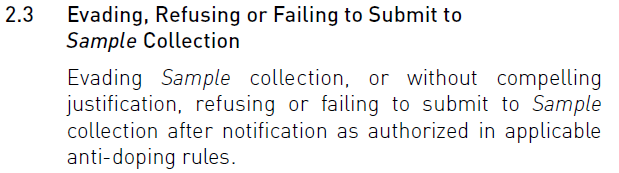 2.3 Evading, Refusing or Failing to Submit to
Sample Collection
Evading Sample collection, or without compelling
justification, refusing or failing to submit to Sample
collection after notification as authorized in applicable
anti-doping rules.